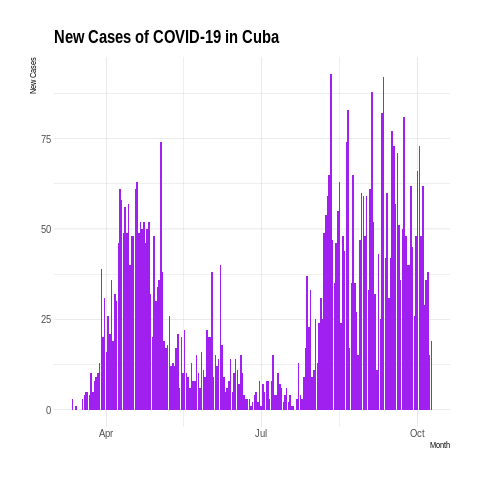 New Cases of COVID-19 in Cuba
New Cases
75
50
25
0
Apr
Jul
Oct
Month